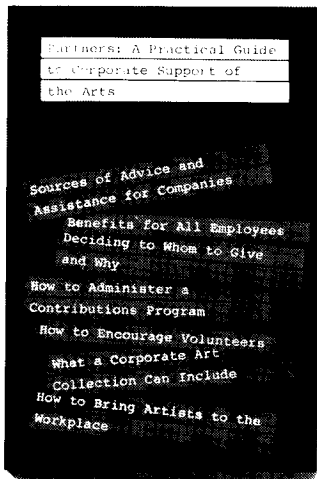 Partners: A Practical Guide
to Corporate Support of
the Arts
Sources of Advice and
Assistance for Companies
Benefits for All Employees
Deciding to Whom to Give
and Why
How to Administer a
Contributions Program
How to Encourage Volunteers
What a Corporate Art
Collection Can Include
How to Bring Artists to the
Workplace